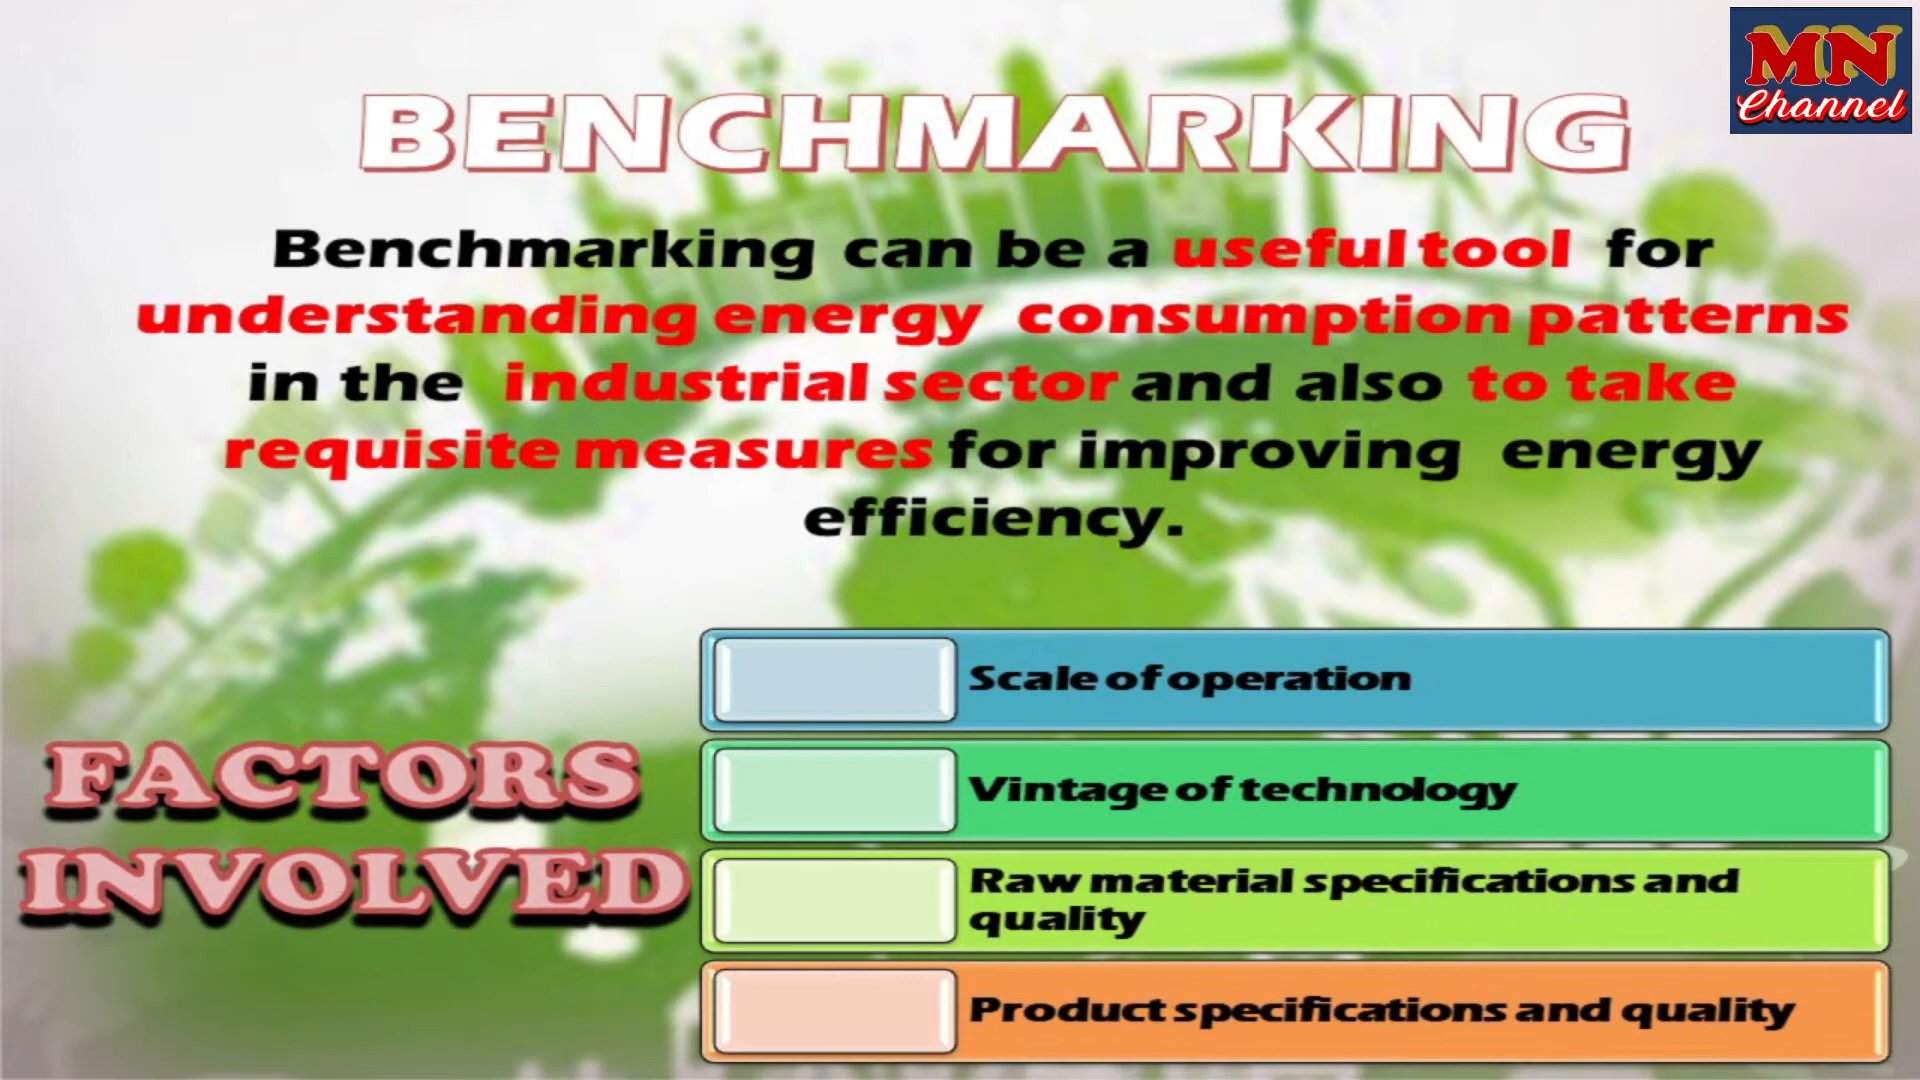 MN
Channel
BENCHMARKING
Benchmarking can be a useful tool for
understanding energy consumption patterns
in the industrial sector and also to take
requisite measures for improving energy
efficiency.
FACTORS
INVOLVED
Scale of operation
Vintage of technology
Raw material specifications and
quality
Product specifications and quality